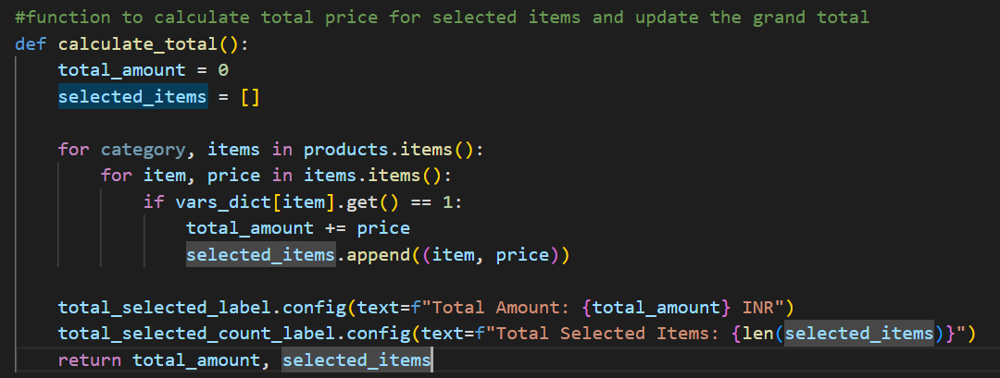 #function to calculate total price for selected items and update the grand total
def calculate_total():
    total_amount = 0
    selected_items = []

    for category, items in products.items():
        for item, price in items.items():
            if vars_dict[item].get() == 1:
                total_amount += price
                selected_items.append((item, price))

    total_selected_label.config(text=f"Total Amount: {total_amount} INR")
    total_selected_count_label.config(text=f"Total Selected Items: {len(selected_items)}")
    return total_amount, selected_items